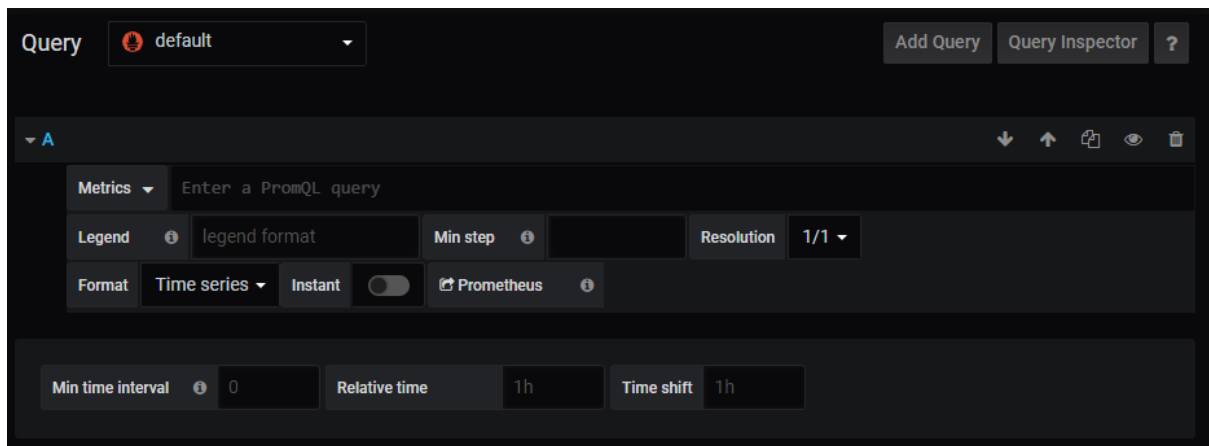 Query default Add Query Query Inspector ?
A
Metrics Enter a PromQL query
Legend legend format Min step Resolution 1/1
Format Time series Instant Prometheus
Min time interval 0 Relative time 1h Time shift 1h